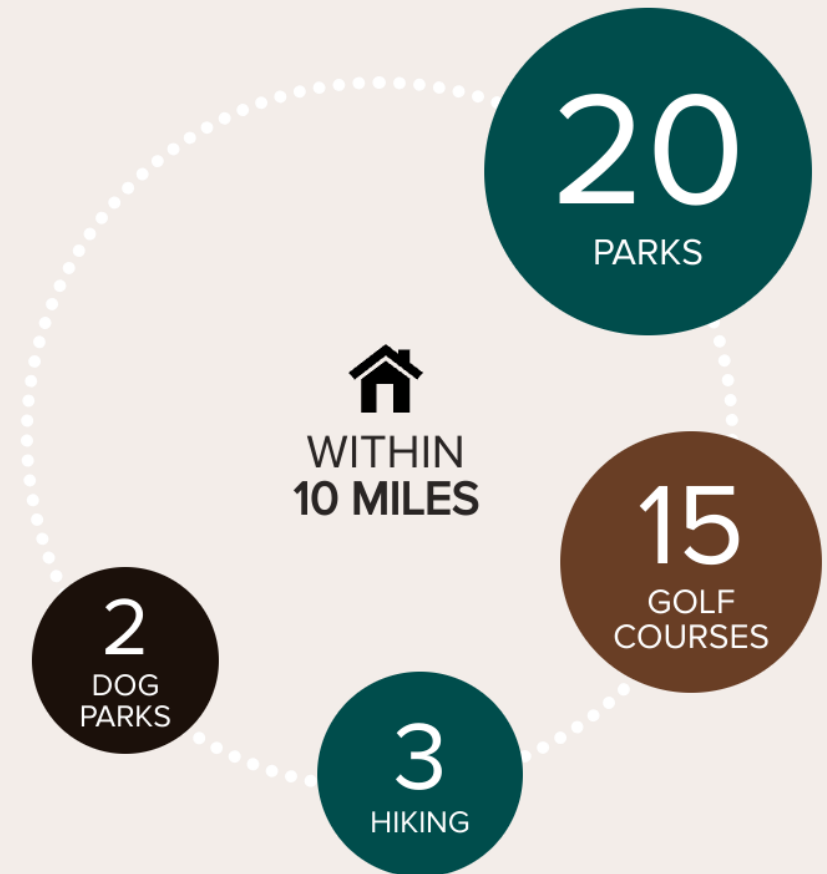 20
PARKS
WITHIN
10 MILES
15
GOLF
COURSES
2
DOG
PARKS
3
HIKING